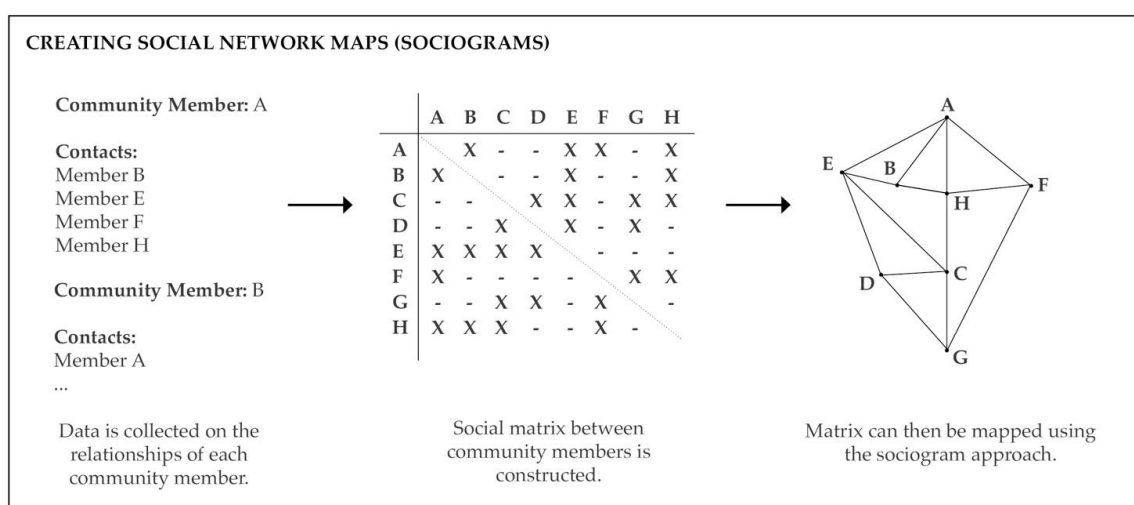 CREATING SOCIAL NETWORK MAPS (SOCIOGRAMS)
Community Member: A
Contacts:
Member B
Member E
Member F
Member H
Community Member: B
Contacts:
Member A
...
Data is collected on the
relationships of each
community member.
A B C D E F G H
A X - - X X - X
B X - - X - - X
C - - X X - X X
D - - X X - X -
E X X X X - - -
F X - - - - X X
G - - X X - X -
H X X X - - X -
Social matrix between
community members is
constructed.
A
E
B
F
H
D
C
G
Matrix can then be mapped using
the sociogram approach.